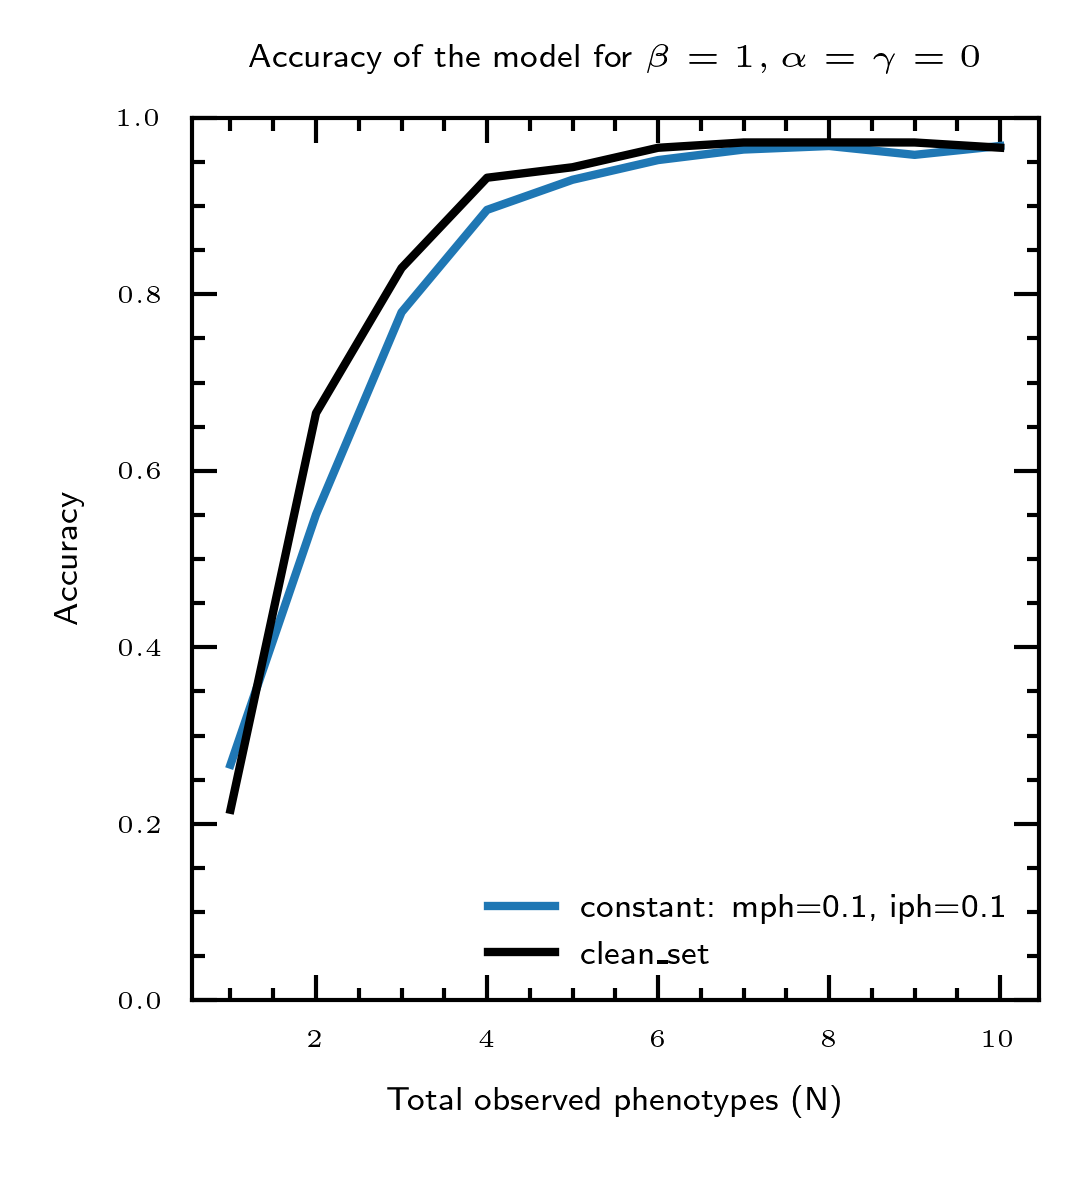 Accuracy of the model for β = 1, α = γ = 0
1.0
0.8
0.6
0.4
0.2
0.0
Accuracy
constant: mph=0.1, iph=0.1
clean_set
2 4 6 8 10
Total observed phenotypes (N)